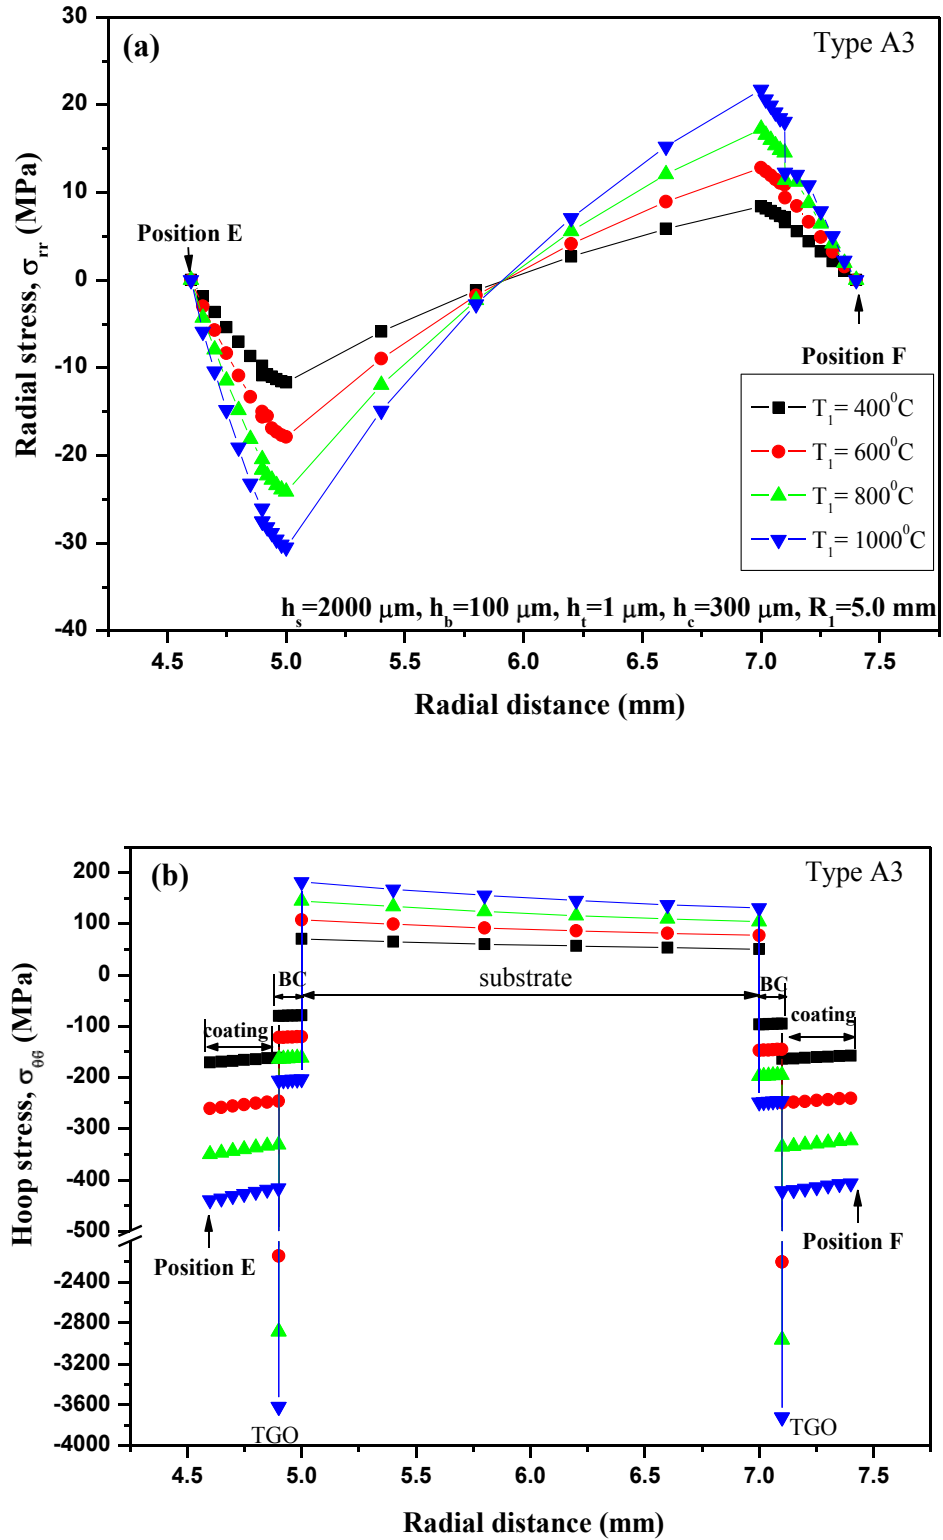 (a)
Type A3
30
20
10
0
-10
-20
-30
-40
Radial stress, σrr (MPa)
Position E
Position F
T1= 400⁰C
T1= 600⁰C
T1= 800⁰C
T1= 1000⁰C
hs=2000 μm, hb=100 μm, ht=1 μm, hc=300 μm, R1=5.0 mm
4.5 5.0 5.5 6.0 6.5 7.0 7.5
Radial distance (mm)
(b)
Type A3
200
100
0
-100
-200
-300
-400
-500
-2400
-2800
-3200
-3600
-4000
Hoop stress, σθθ (MPa)
BC
substrate
BC
coating
coating
Position E
Position F
TGO
TGO
4.5 5.0 5.5 6.0 6.5 7.0 7.5
Radial distance (mm)